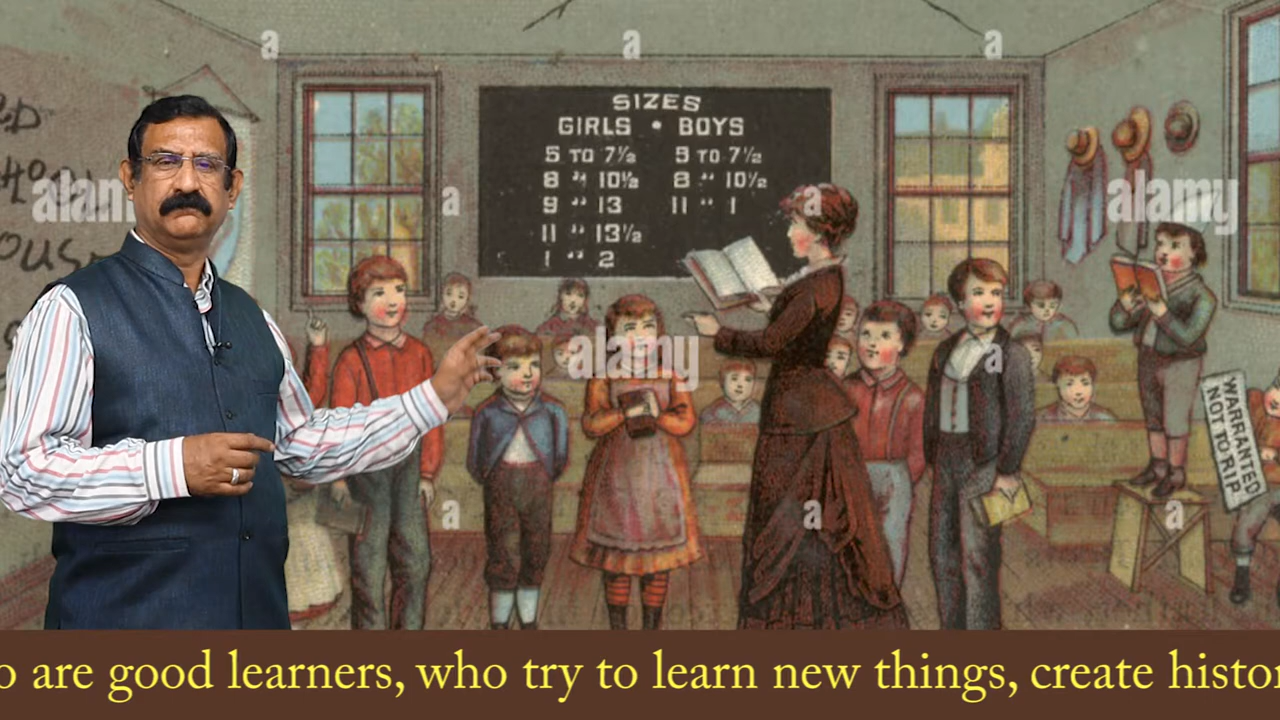 SIZES
GIRLS • BOYS
5 TO 7½ 5 TO 7½
8 " 10½ 8 " 10½
9 " 13 11 " 1
11 " 13½
1 " 2
WARRANTED
NOT TO RIP
alamy
alamy
a
a
a
a
a
a
a
a
a
are good learners, who try to learn new things, create